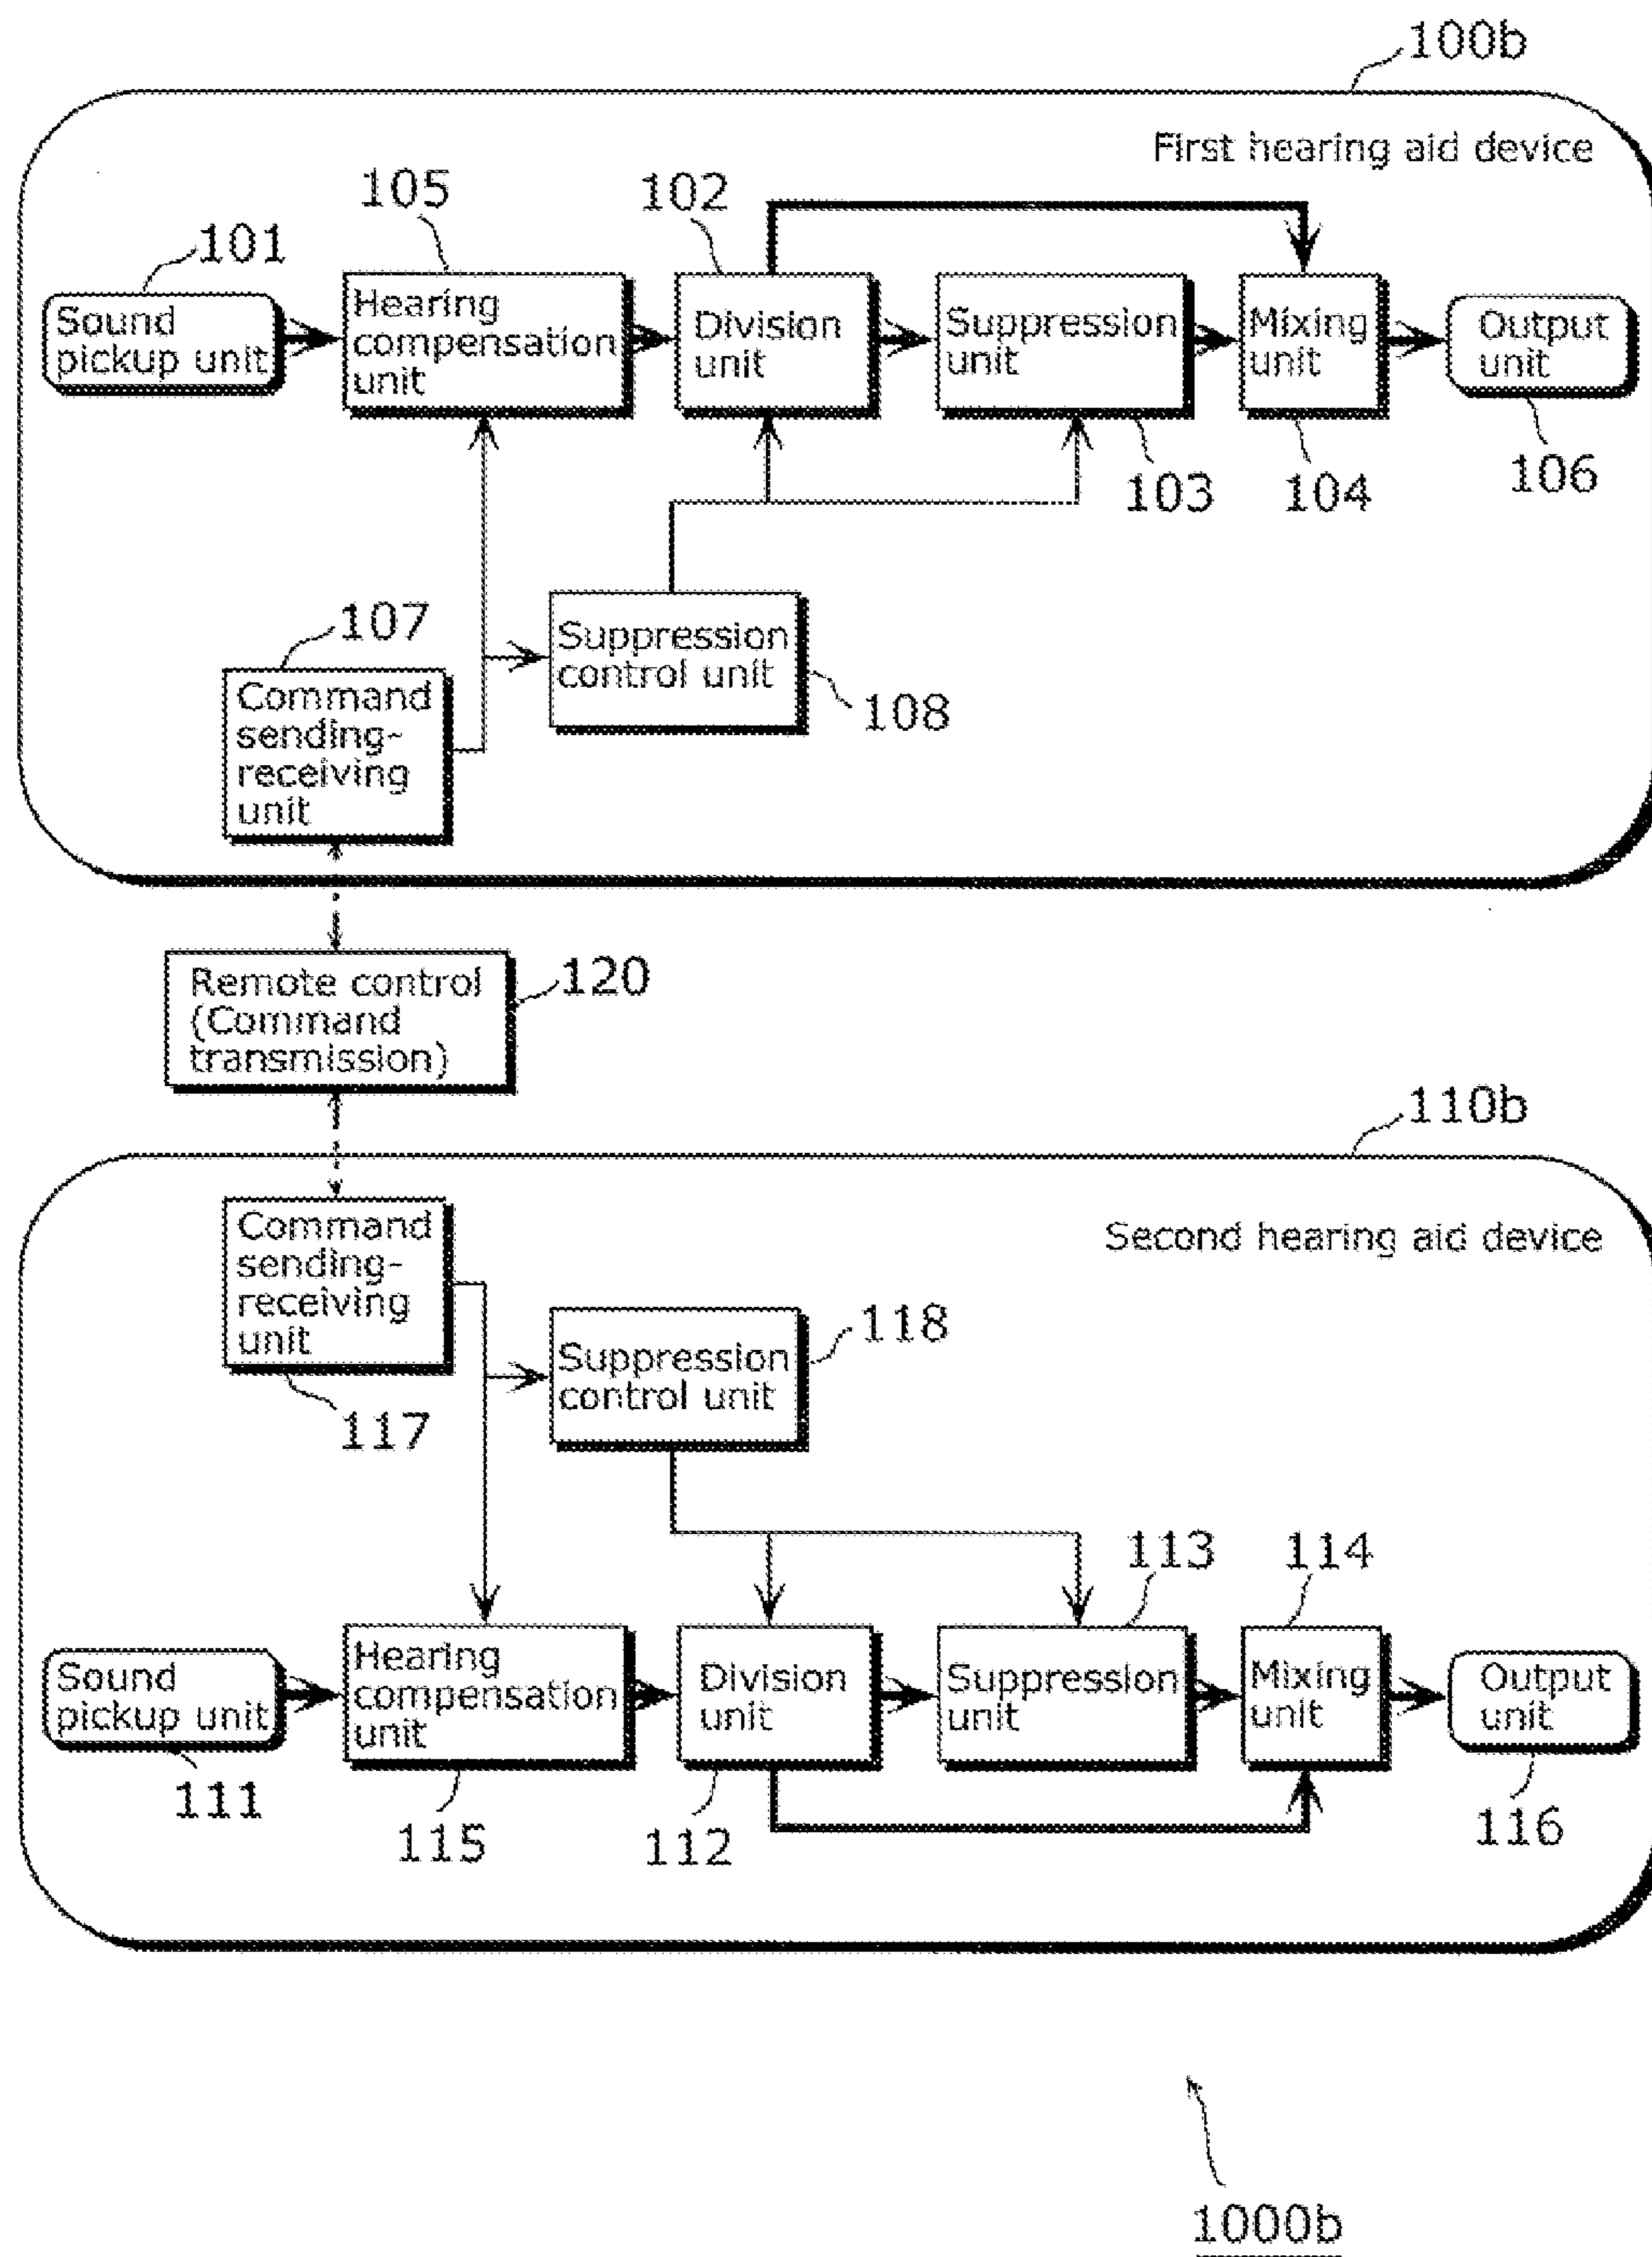 100b
First hearing aid device
105
102
101
Sound
pickup unit
Hearing
compensation
unit
Division
unit
Suppression
unit
Mixing
unit
Output
unit
103
104
106
107
Command
sending-
receiving
unit
Suppression
control unit
108
Remote control
(Command
transmission)
120
110b
Second hearing aid device
Command
sending-
receiving
unit
117
Suppression
control unit
118
113
114
Sound
pickup unit
Hearing
compensation
unit
Division
unit
Suppression
unit
Mixing
unit
Output
unit
111
115
112
116
1000b